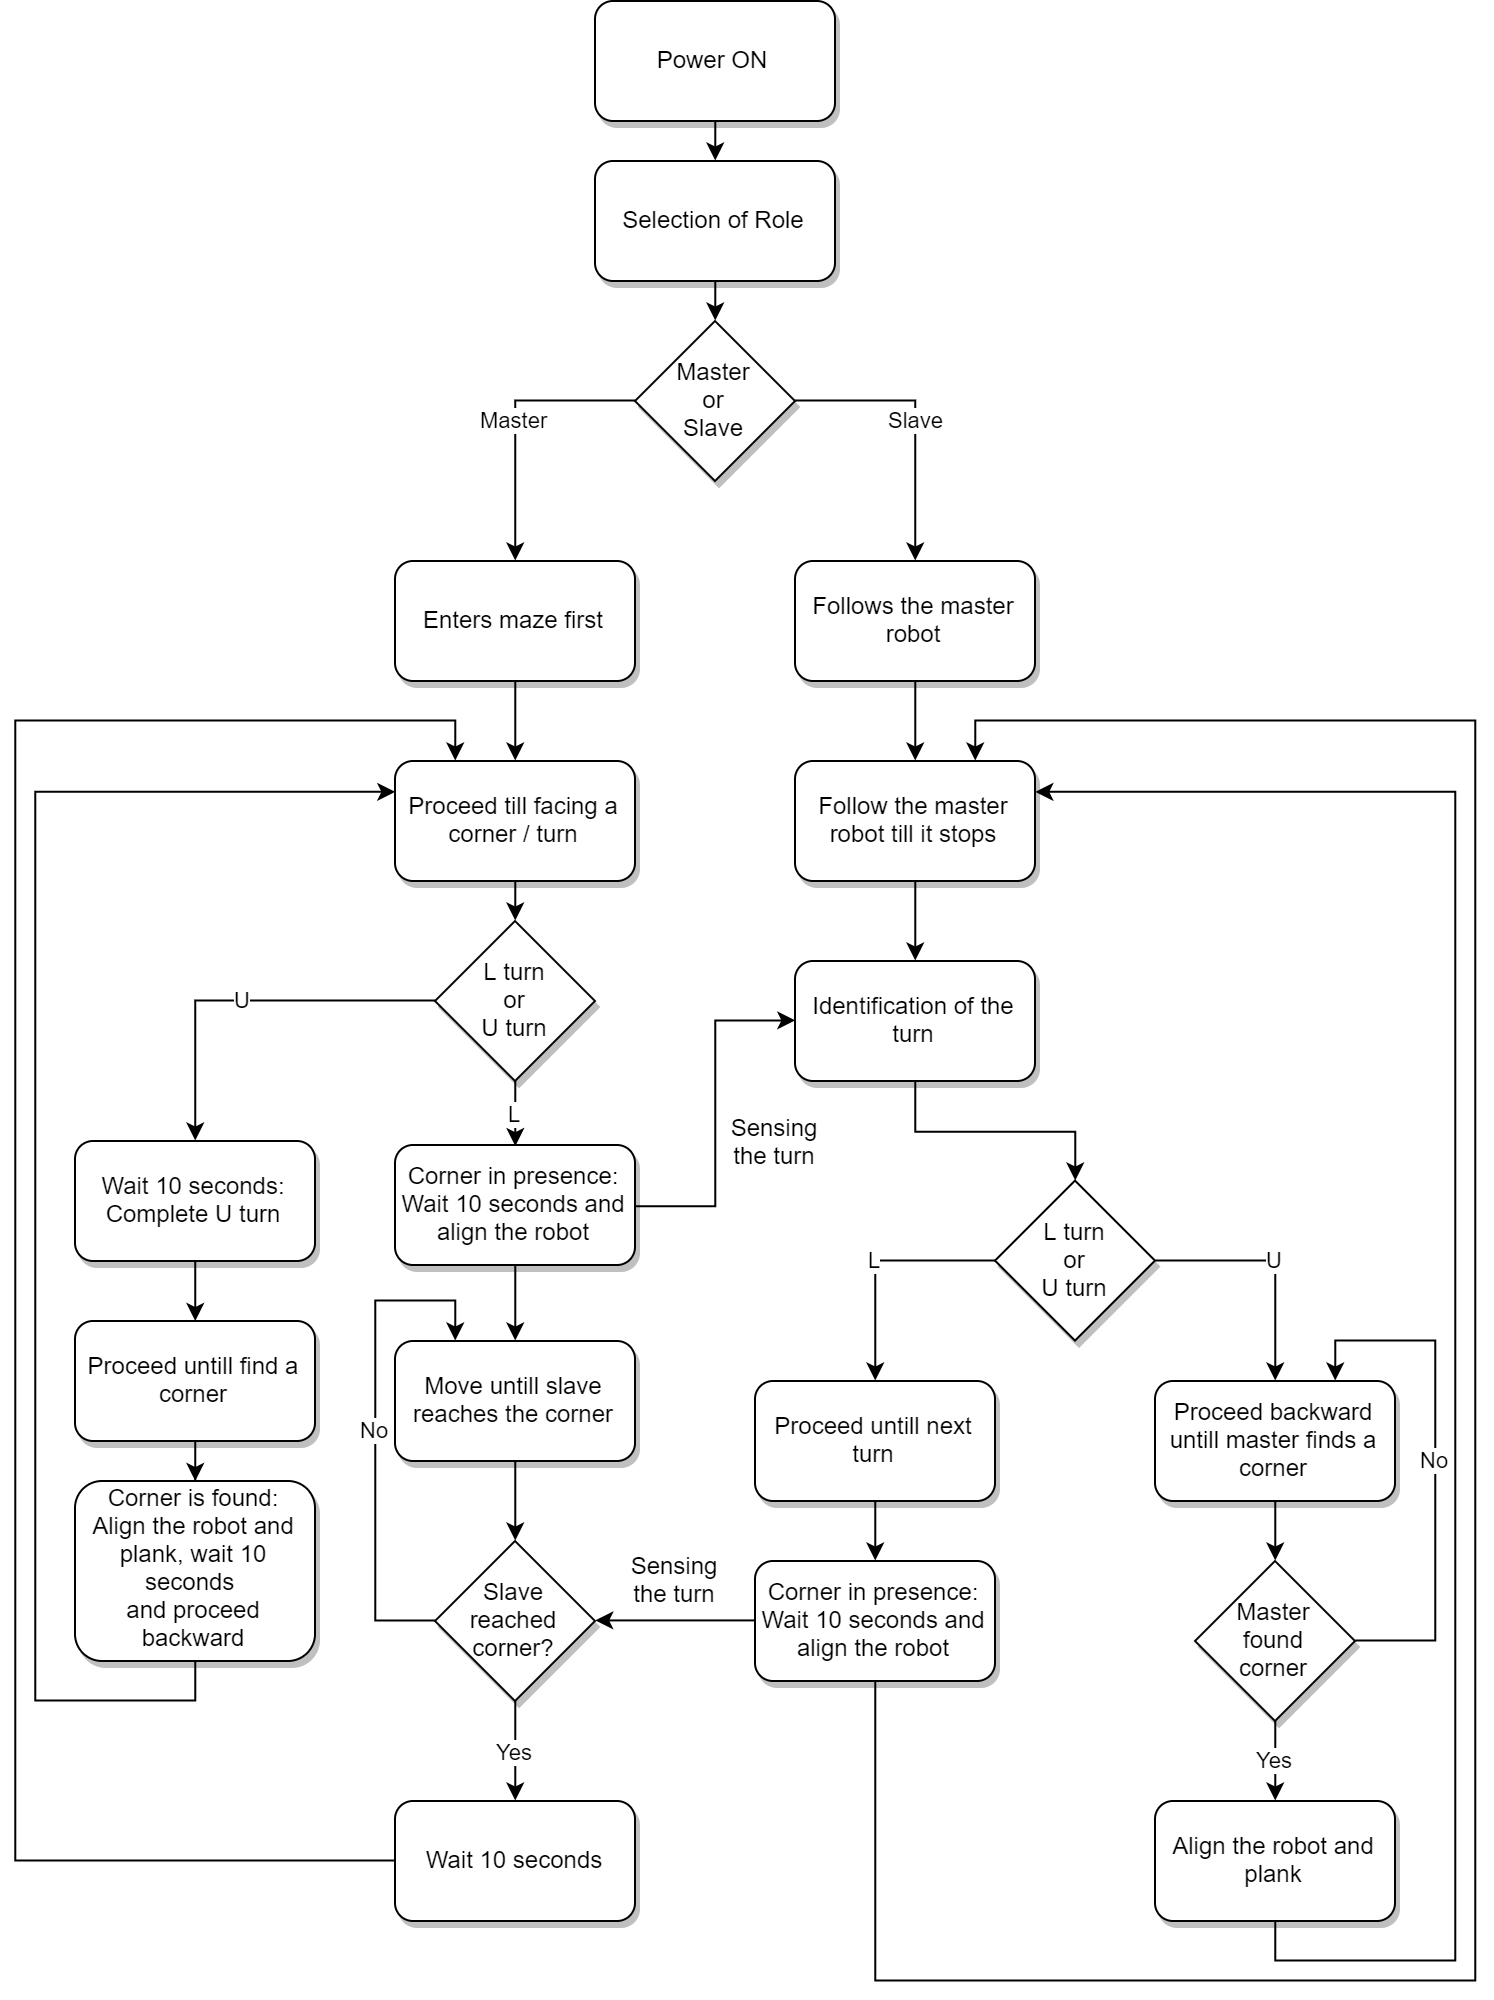 Power ON
Selection of Role
Master
or
Slave
Master
Slave
Enters maze first
Follows the master
robot
Proceed till facing a
corner / turn
Follow the master
robot till it stops
L turn
or
U turn
U
L
Identification of the
turn
Sensing
the turn
Wait 10 seconds:
Complete U turn
Corner in presence:
Wait 10 seconds and
align the robot
L turn
or
U turn
L
U
Proceed untill find a
corner
Move untill slave
reaches the corner
No
Proceed untill next
turn
Proceed backward
untill master finds a
corner
No
Corner is found:
Align the robot and
plank, wait 10
seconds
and proceed
backward
Slave
reached
corner?
Sensing
the turn
Corner in presence:
Wait 10 seconds and
align the robot
Master
found
corner
Yes
Yes
Wait 10 seconds
Align the robot and
plank